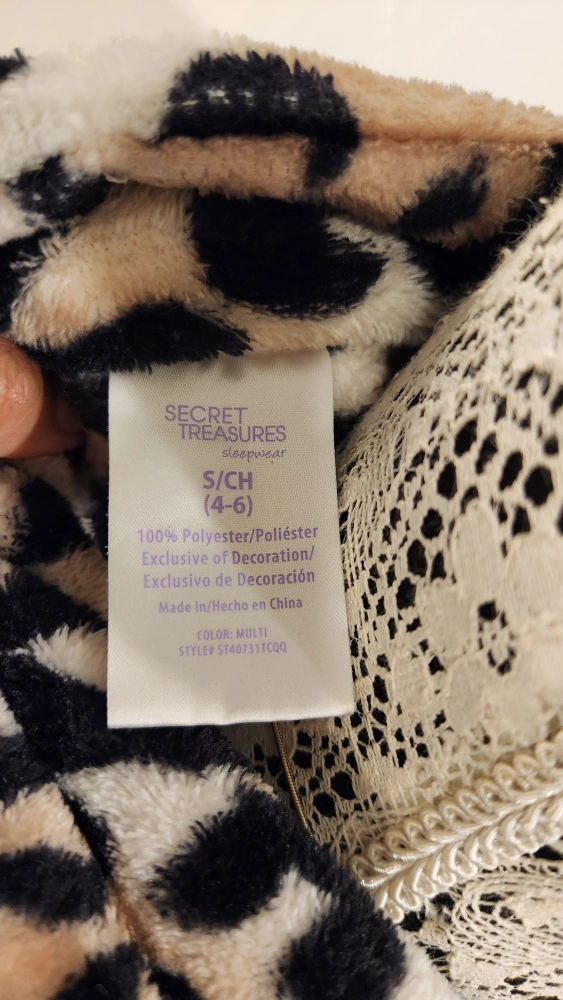 SECRET
TREASURES
sleepwear
S/CH
(4-6)
100% Polyester/Poliéster
Exclusive of Decoration/
Exclusivo de Decoración
Made in/Hecho en China
COLOR: MULTI
STYLE# ST40731TCQQ